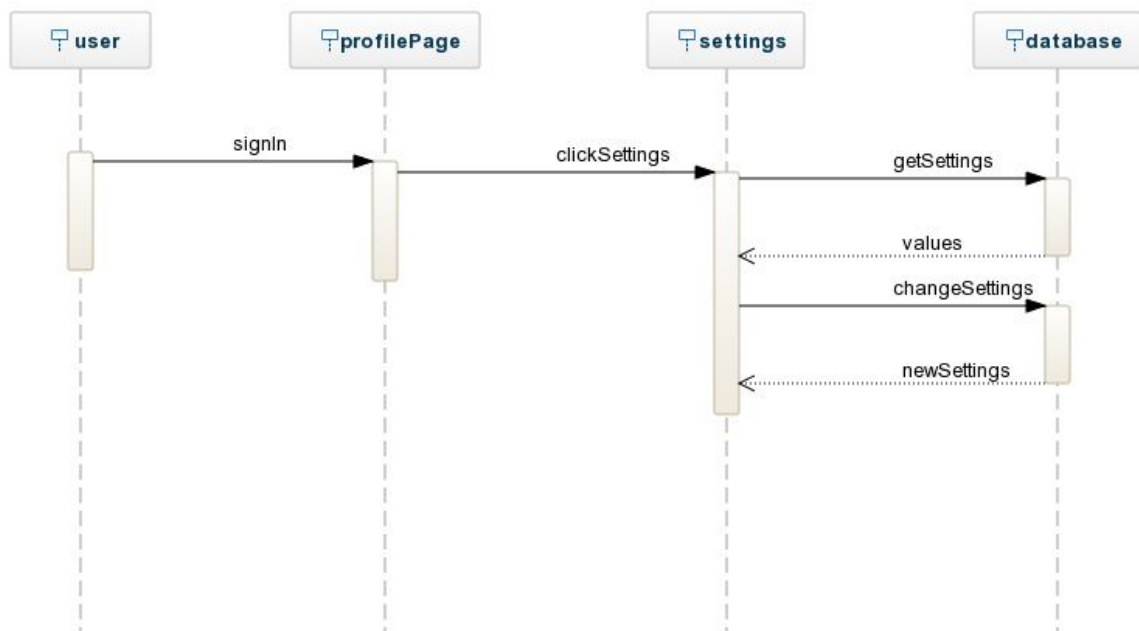 user
profilePage
settings
database
signIn
clickSettings
getSettings
values
changeSettings
newSettings